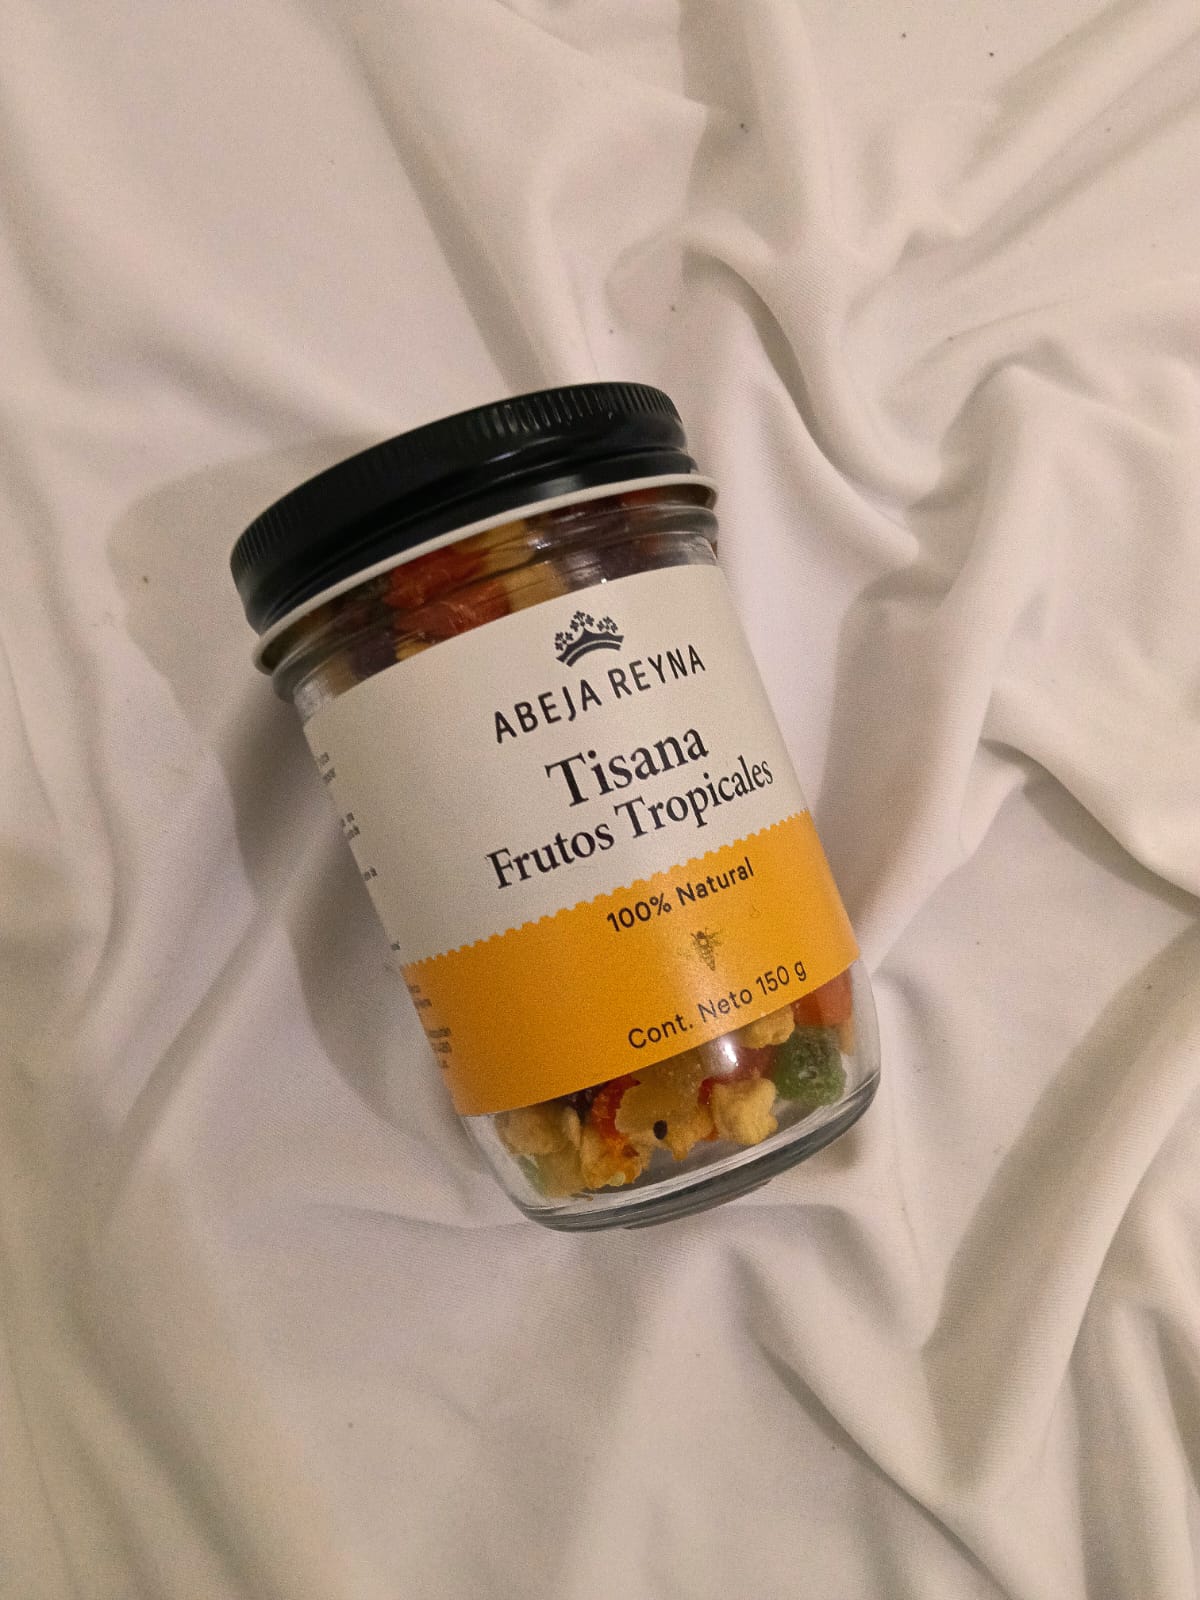 ABEJA REYNA
Tisana
Frutos Tropicales
100% Natural
Cont. Neto 150 g